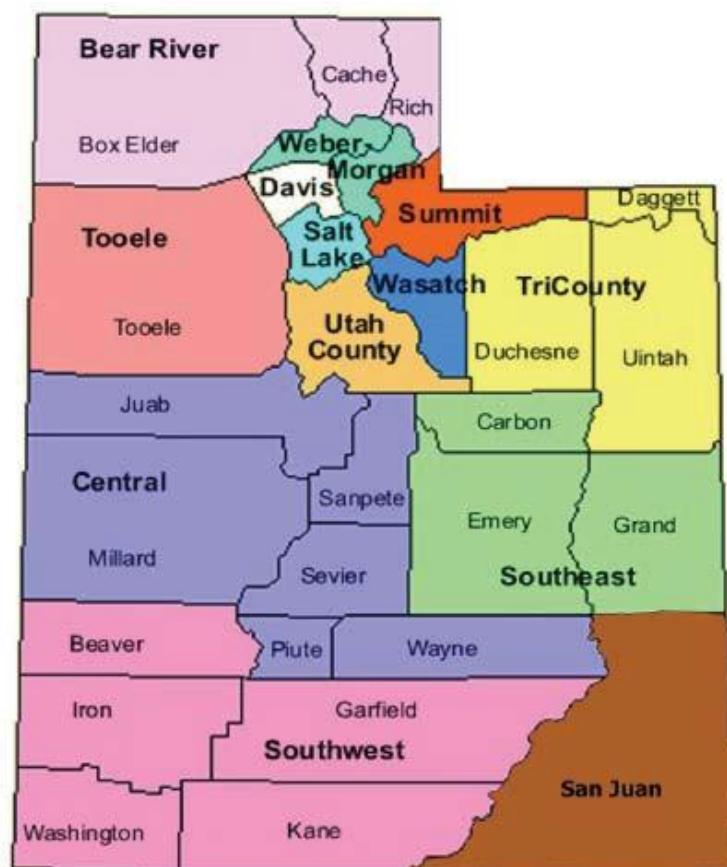 Bear River
Cache
Rich
Box Elder
Weber-
Morgan
Davis
Summit
Daggett
Tooele
Salt
Lake
Wasatch
TriCounty
Tooele
Utah
County
Duchesne
Uintah
Juab
Carbon
Central
Sanpete
Emery
Grand
Millard
Sevier
Southeast
Beaver
Piute
Wayne
Iron
Garfield
Southwest
San Juan
Washington
Kane